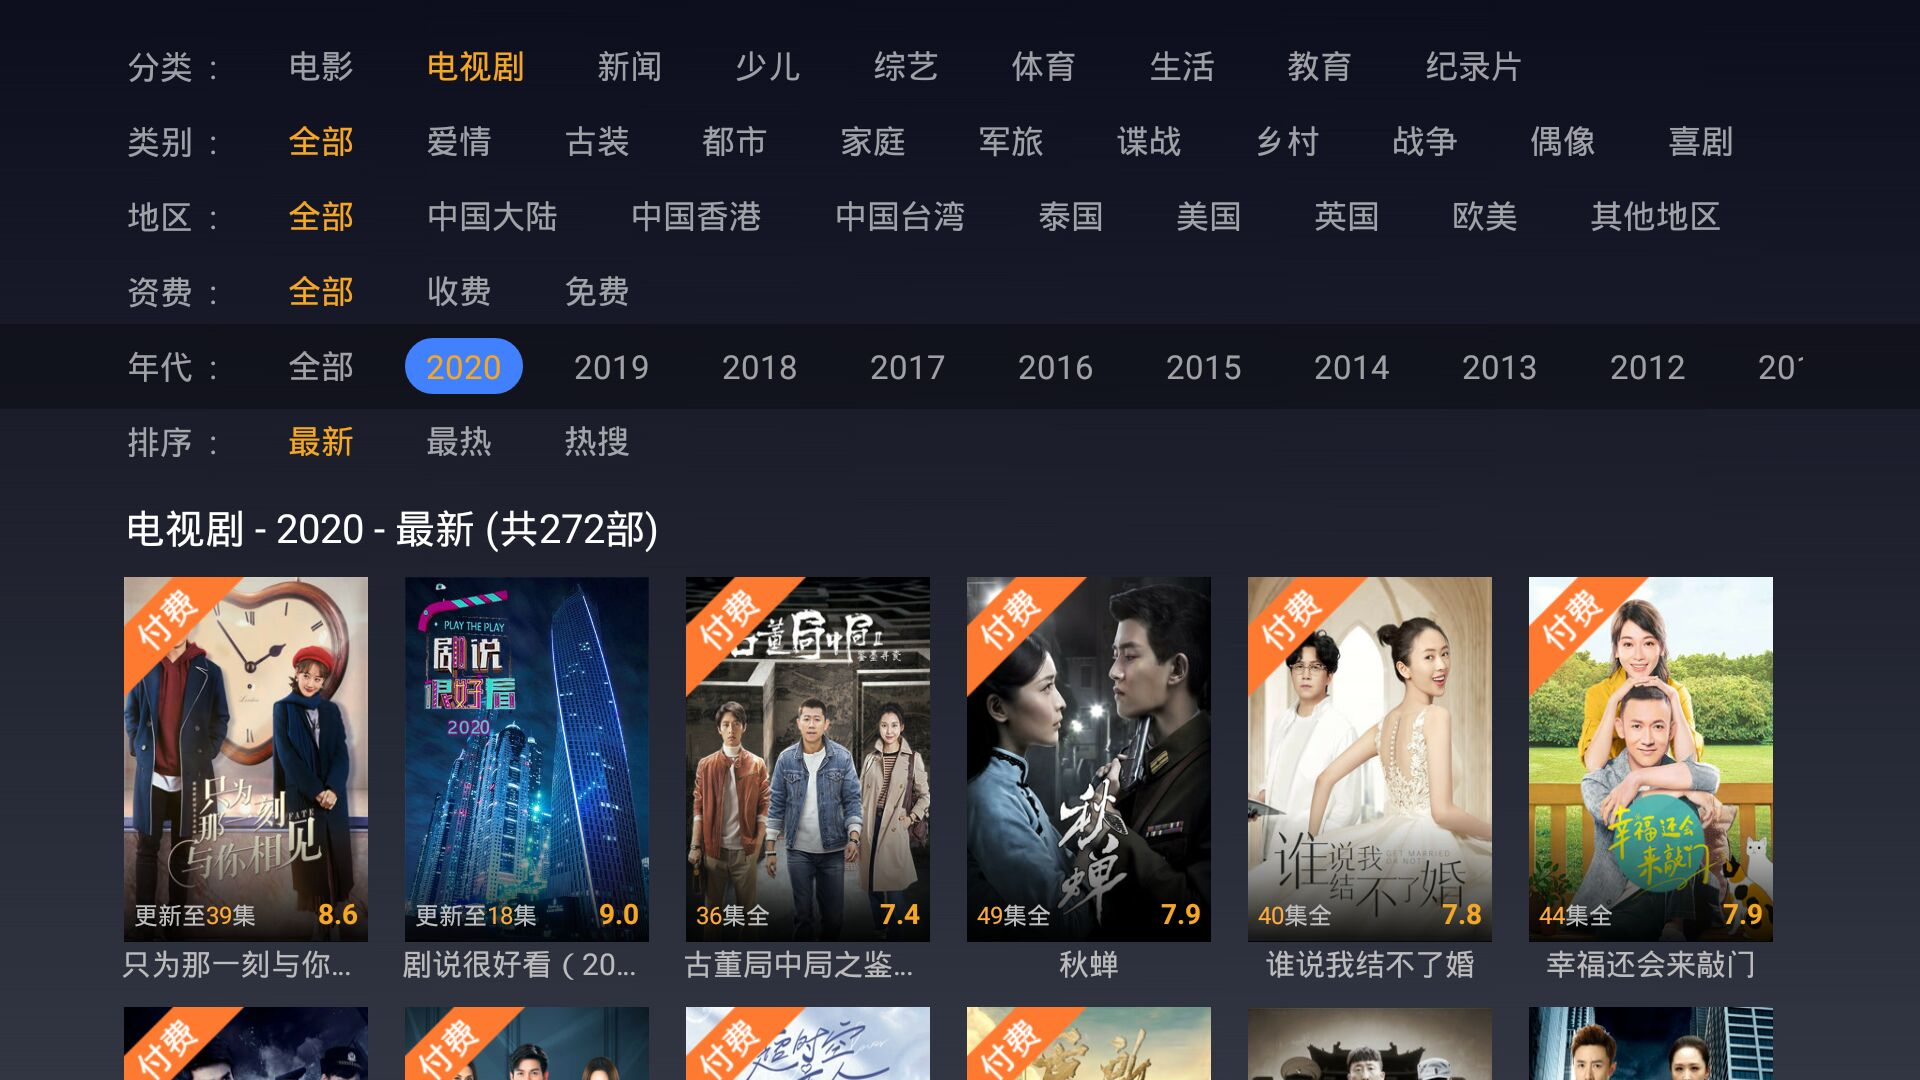 分类 : 电影 电视剧 新闻 少儿 综艺 体育 生活 教育 纪录片
类别 : 全部 爱情 古装 都市 家庭 军旅 谍战 乡村 战争 偶像 喜剧
地区 : 全部 中国大陆 中国香港 中国台湾 泰国 美国 英国 欧美 其他地区
资费 : 全部 收费 免费
年代 : 全部 2020 2019 2018 2017 2016 2015 2014 2013 2012
排序 : 最新 最热 热搜
电视剧 - 2020 - 最新 (共272部)
付费
只为
那一刻
与你相见
FATE
更新至39集 8.6
只为那一刻与你...
PLAY THE PLAY
剧说
很好看
2020
更新至18集 9.0
剧说很好看（20...
付费
古董局中局II
36集全 7.4
古董局中局之鉴...
付费
秋蝉
49集全 7.9
秋蝉
付费
谁说我
结不了婚
GET MARRIED
OR NOT
40集全 7.8
谁说我结不了婚
付费
幸福还会
来敲门
44集全 7.9
幸福还会来敲门
付费
付费
付费
超时空
付费